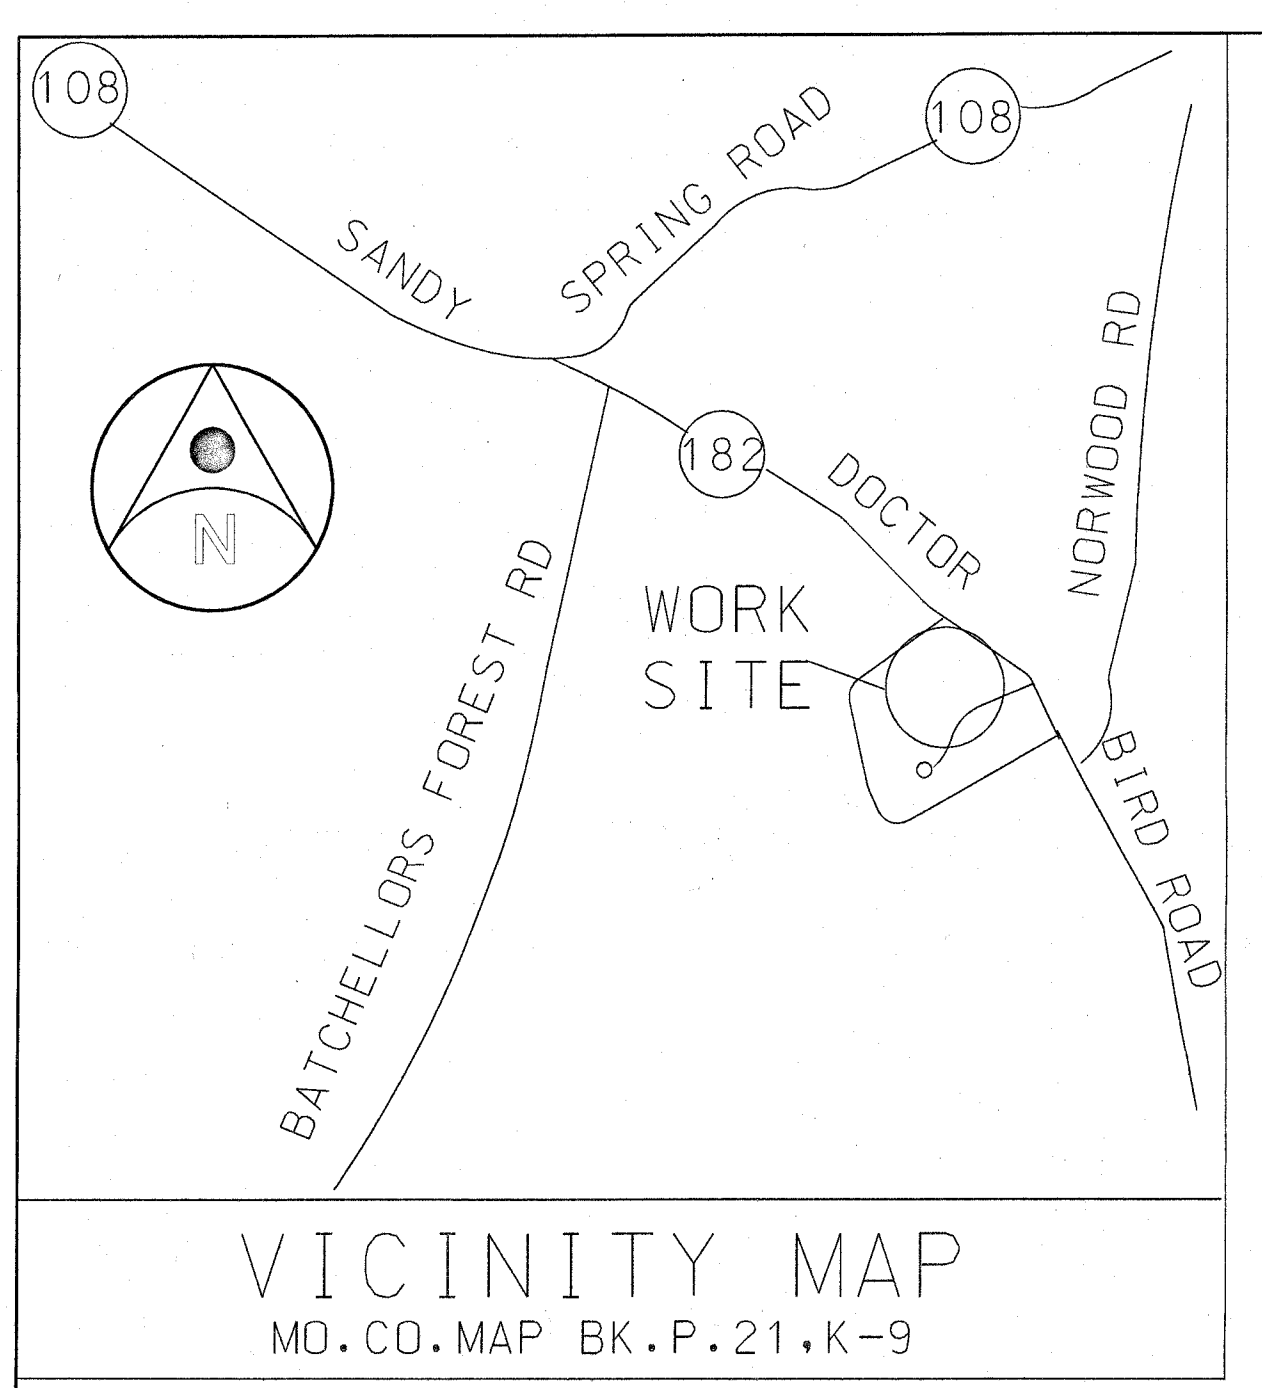 108
108
SANDY SPRING ROAD
NORWOOD RD
182
DOCTOR BIRD ROAD
N
BATCHELLORS FOREST RD
WORK
SITE
VICINITY MAP
MO.CO.MAP BK.P.21,K-9